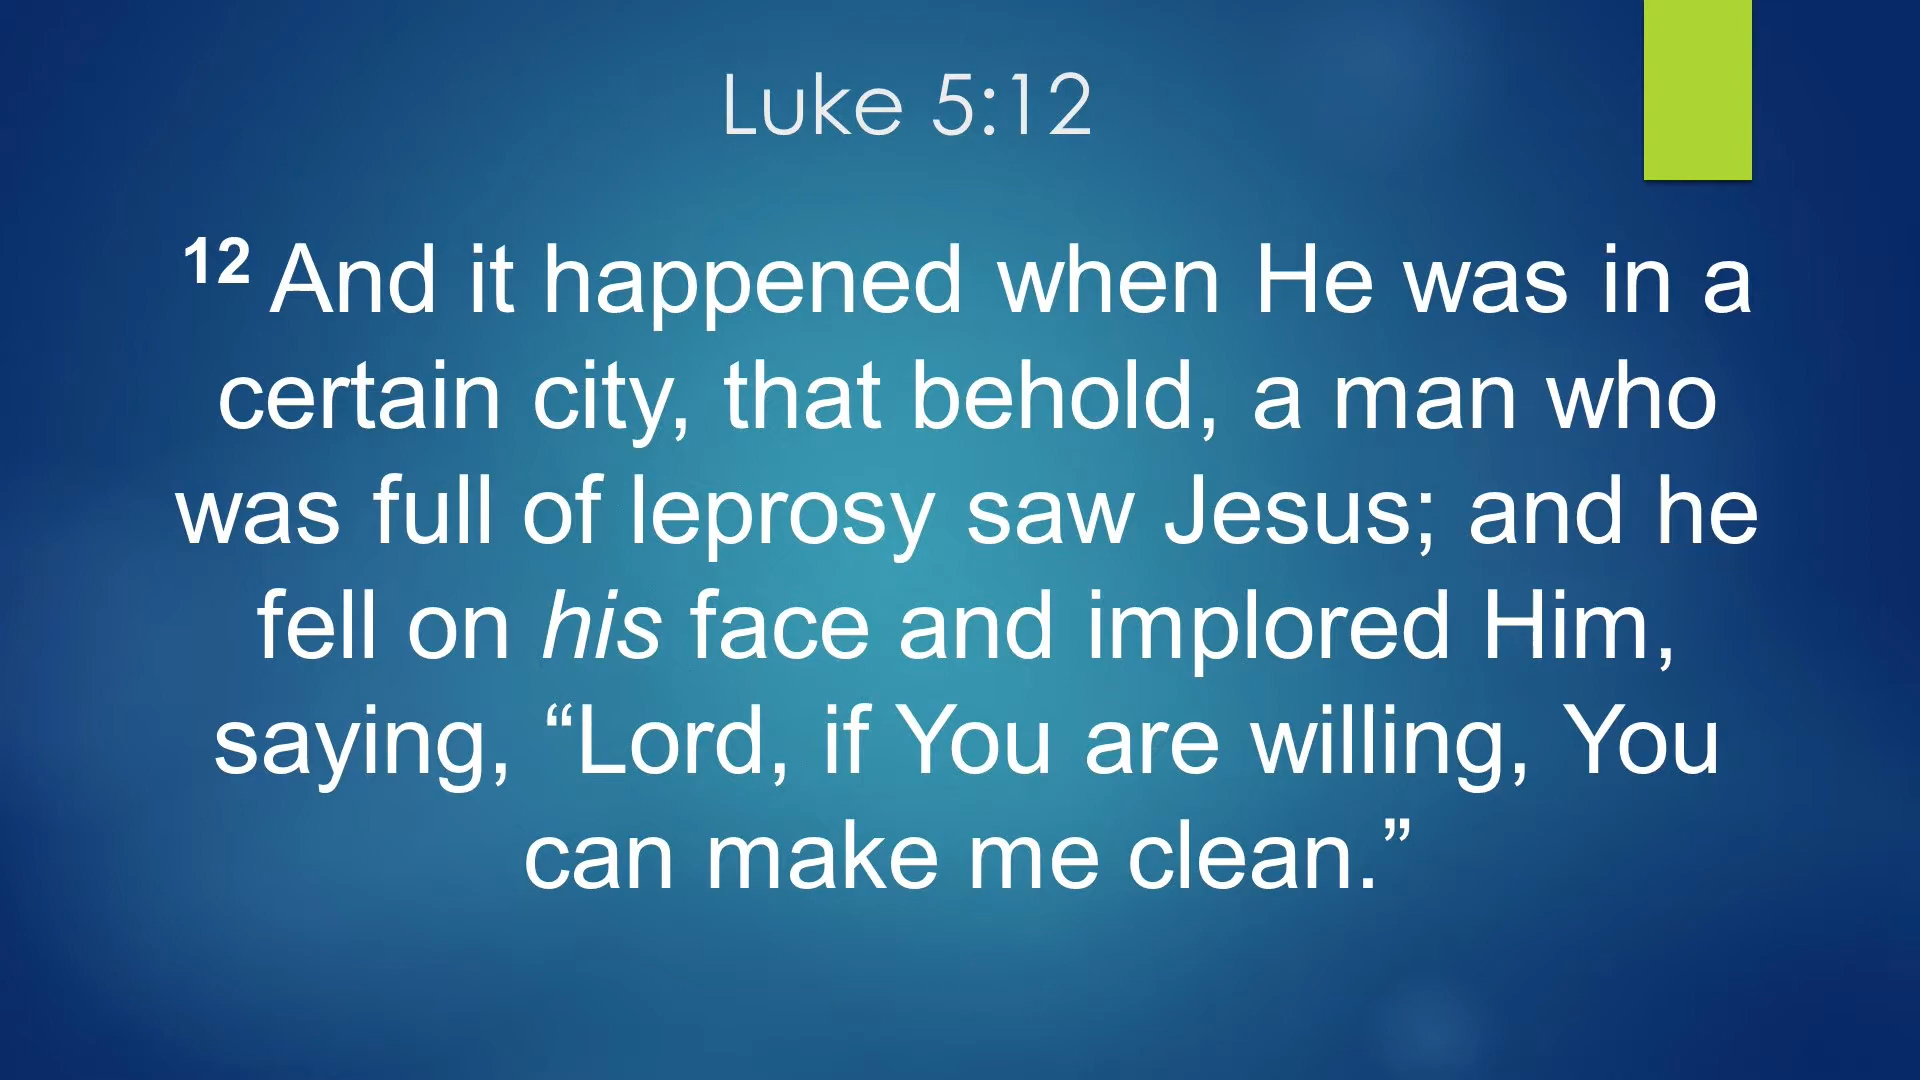 Luke 5:12
12 And it happened when He was in a
certain city, that behold, a man who
was full of leprosy saw Jesus; and he
fell on his face and implored Him,
saying, “Lord, if You are willing, You
can make me clean.”